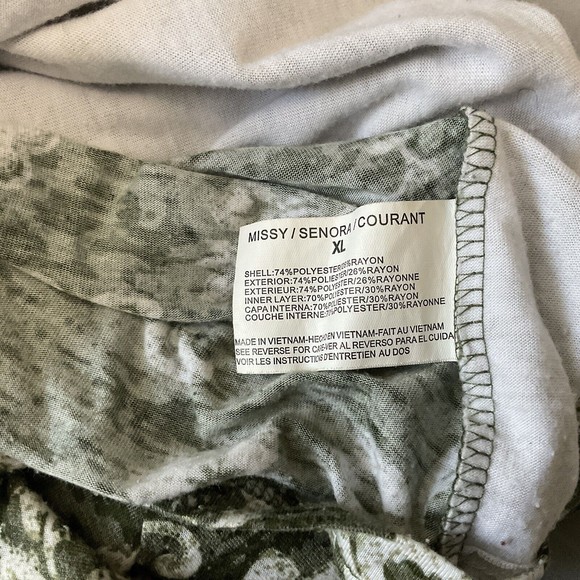 MISSY / SENORA / COURANT
XL
SHELL:74%POLYESTER/26%RAYON
EXTERIOR:74%POLIESTER/26%RAYON
EXTERIEUR:74%POLYESTER/26%RAYONNE
INNER LAYER:70%POLYESTER/30%RAYON
CAPA INTERNA:70%POLIESTER/30%RAYON
COUCHE INTERNE:70%POLYESTER/30%RAYONNE
MADE IN VIETNAM-HECHO EN VIETNAM-FAIT AU VIETNAM
SEE REVERSE FOR CARE/VER AL REVERSO PARA EL CUIDA
VOIR LES INSTRUCTIONS D'ENTRETIEN AU DOS